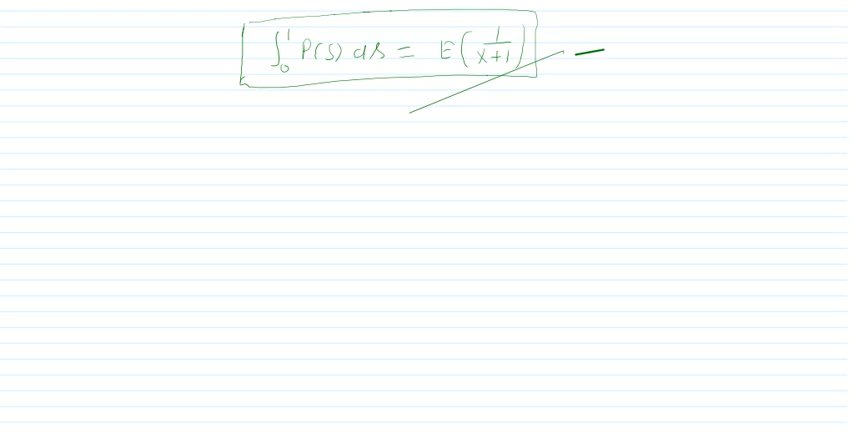 ∫₀¹ P(s) ds = E(1/(x+1))